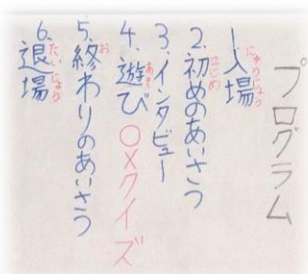 プログラム
1.入場
2.初めのあいさつ
3.インタビュー
4.遊び ○×クイズ
5.終わりのあいさつ
6.退場